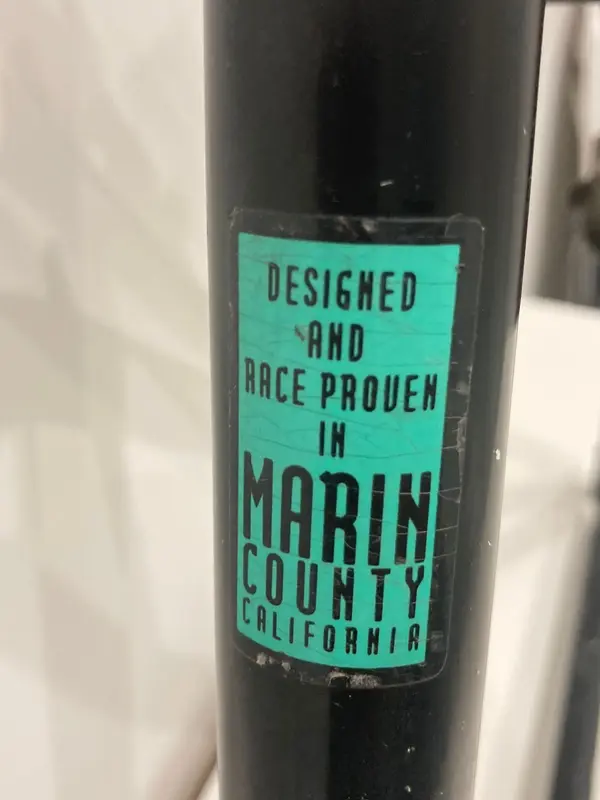 DESIGNED
AND
RACE PROVEN
IN
MARIN
COUNTY
CALIFORNIA